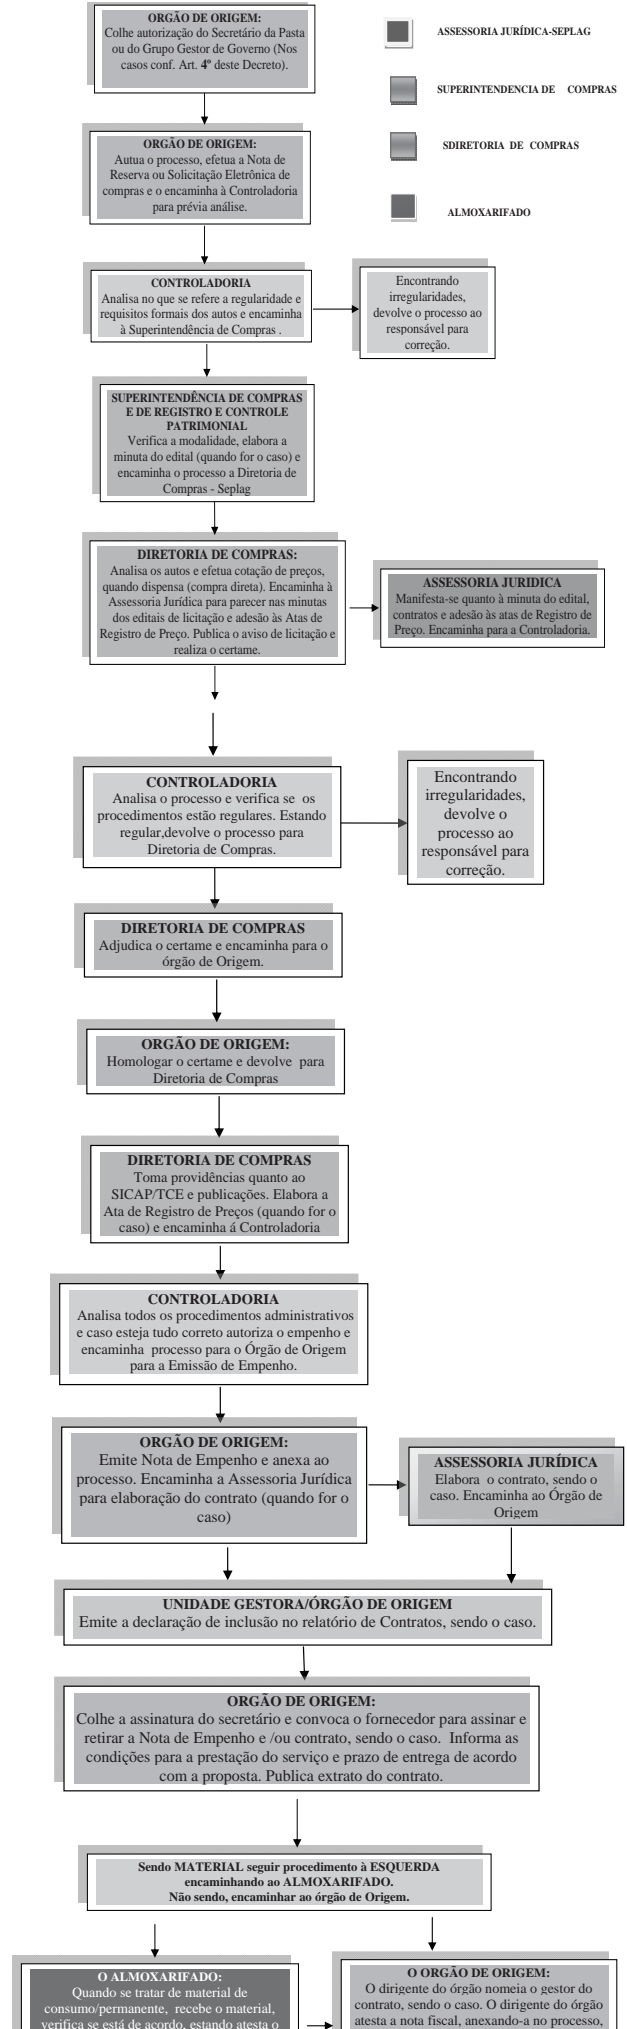 ORGÃO DE ORIGEM:
Colhe autorização do Secretário da Pasta
ou do Grupo Gestor de Governo (Nos
casos conf. Art. 4º deste Decreto).
ASSESSORIA JURÍDICA-SEPLAG
SUPERINTENDENCIA DE COMPRAS
SDIRETORIA DE COMPRAS
ALMOXARIFADO
ORGÃO DE ORIGEM:
Autua o processo, efetua a Nota de
Reserva ou Solicitação Eletrônica de
compras e o encaminha à Controladoria
para prévia análise.
CONTROLADORIA
Analisa no que se refere a regularidade e
requisitos formais dos autos e encaminha
à Superintendência de Compras .
Encontrando
irregularidades,
devolve o processo ao
responsável para
correção.
SUPERINTENDÊNCIA DE COMPRAS
E DE REGISTRO E CONTROLE
PATRIMONIAL
Verifica a modalidade, elabora a
minuta do edital (quando for o caso) e
encaminha o processo a Diretoria de
Compras - Seplag
DIRETORIA DE COMPRAS:
Analisa os autos e efetua cotação de preços,
quando dispensa (compra direta). Encaminha à
Assessoria Jurídica para parecer nas minutas
dos editais de licitação e adesão às Atas de
Registro de Preço. Publica o aviso de licitação e
realiza o certame.
ASSESSORIA JURIDICA
Manifesta-se quanto à minuta do edital,
contratos e adesão às atas de Registro de
Preço. Encaminha para a Controladoria.
CONTROLADORIA
Analisa o processo e verifica se os
procedimentos estão regulares. Estando
regular,devolve o processo para
Diretoria de Compras.
Encontrando
irregularidades,
devolve o
processo ao
responsável para
correção.
DIRETORIA DE COMPRAS
Adjudica o certame e encaminha para o
órgão de Origem.
ORGÃO DE ORIGEM:
Homologar o certame e devolve para
Diretoria de Compras
DIRETORIA DE COMPRAS
Toma providências quanto ao
SICAP/TCE e publicações. Elabora a
Ata de Registro de Preços (quando for o
caso) e encaminha á Controladoria
CONTROLADORIA
Analisa todos os procedimentos administrativos
e caso esteja tudo correto autoriza o empenho e
encaminha processo para o Órgão de Origem
para a Emissão de Empenho.
ORGÃO DE ORIGEM:
Emite Nota de Empenho e anexa ao
processo. Encaminha a Assessoria Jurídica
para elaboração do contrato (quando for o
caso)
ASSESSORIA JURÍDICA
Elabora o contrato, sendo o
caso. Encaminha ao Órgão de
Origem
UNIDADE GESTORA/ÓRGÃO DE ORIGEM
Emite a declaração de inclusão no relatório de Contratos, sendo o caso.
ORGÃO DE ORIGEM:
Colhe a assinatura do secretário e convoca o fornecedor para assinar e
retirar a Nota de Empenho e /ou contrato, sendo o caso. Informa as
condições para a prestação do serviço e prazo de entrega de acordo
com a proposta. Publica extrato do contrato.
Sendo MATERIAL seguir procedimento à ESQUERDA
encaminhando ao ALMOXARIFADO.
Não sendo, encaminhar ao órgão de Origem.
O ALMOXARIFADO:
Quando se tratar de material de
consumo/permanente, recebe o material,
verifica se está de acordo, estando atesta o
O ORGÃO DE ORIGEM:
O dirigente do órgão nomeia o gestor do
contrato, sendo o caso. O dirigente do órgão
atesta a nota fiscal, anexando-a no processo,